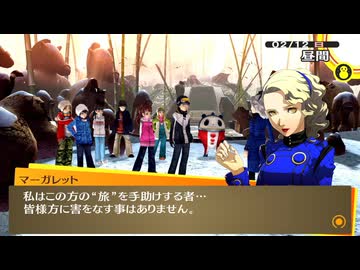 02/12 日
昼間
マーガレット
私はこの方の“旅”を手助けする者…
皆様方に害をなす事はありません。